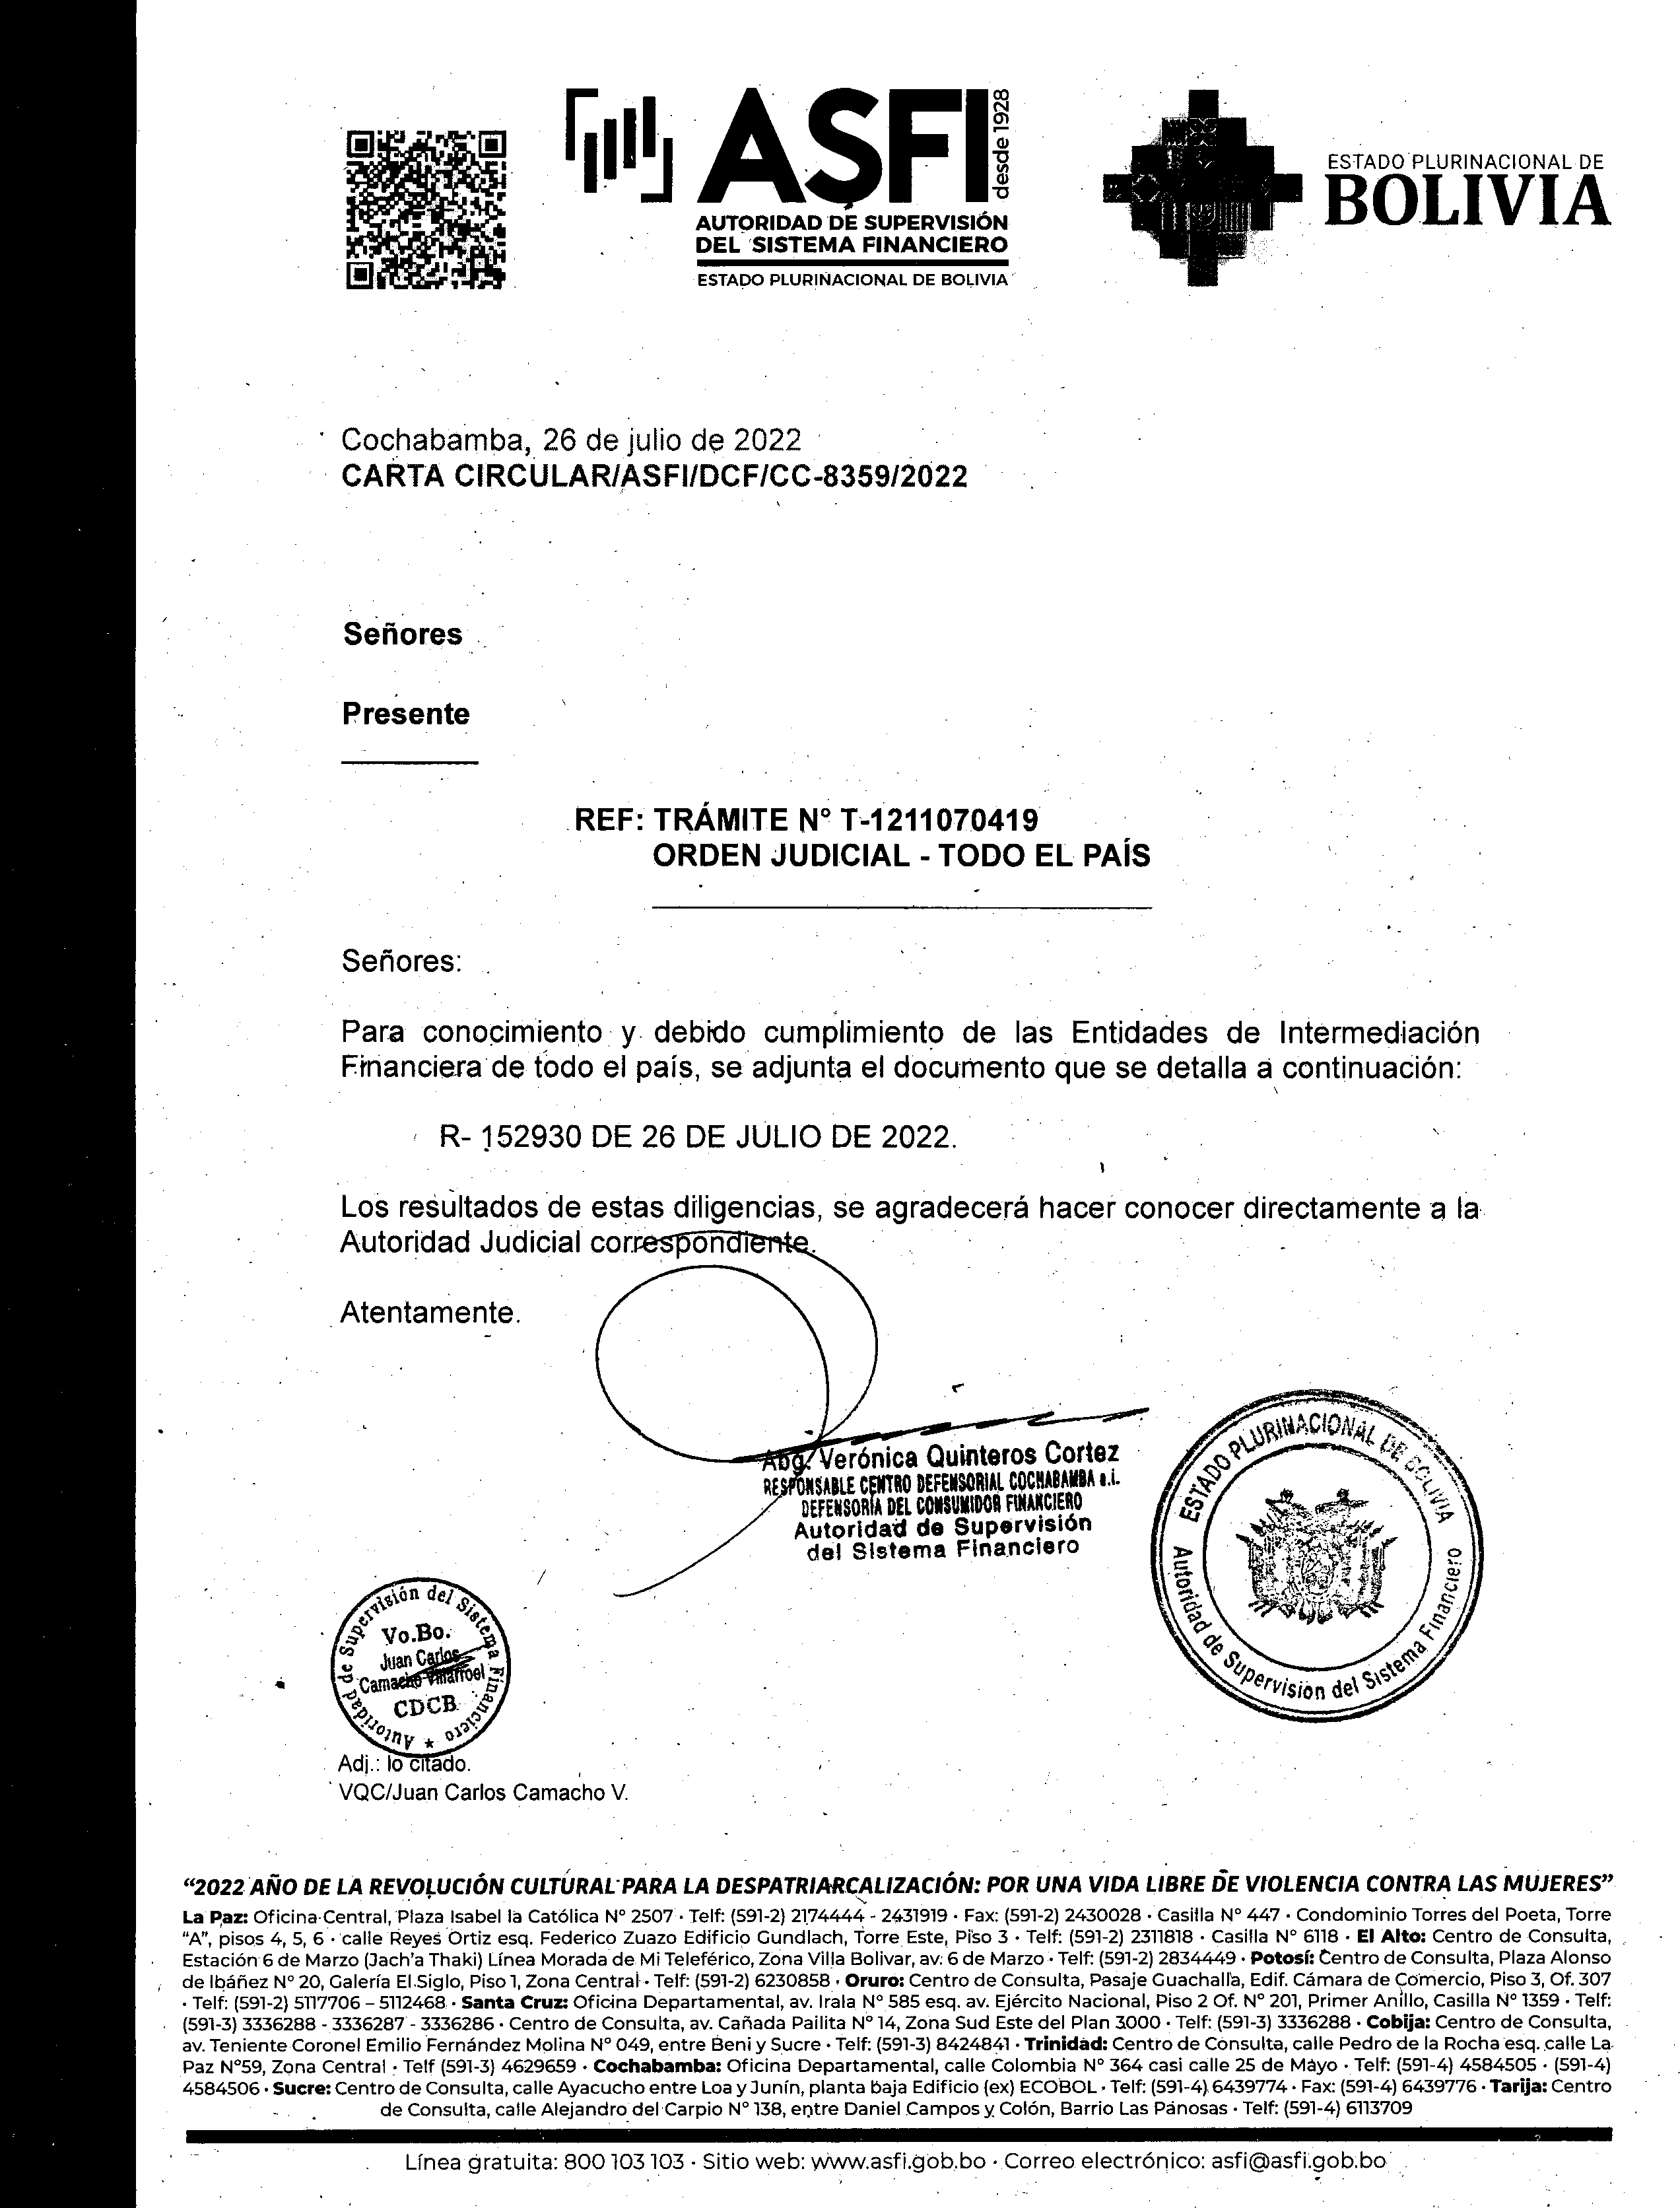 ASFI
desde 1928
AUTORIDAD DE SUPERVISIÓN
DEL SISTEMA FINANCIERO
ESTADO PLURINACIONAL DE BOLIVIA
ESTADO PLURINACIONAL DE
BOLIVIA
Cochabamba, 26 de julio de 2022
CARTA CIRCULAR/ASFI/DCF/CC-8359/2022
Señores
Presente
REF: TRÁMITE N° T-1211070419
ORDEN JUDICIAL - TODO EL PAÍS
Señores:
Para conocimiento y debido cumplimiento de las Entidades de Intermediación
Financiera de todo el país, se adjunta el documento que se detalla a continuación:
R- 152930 DE 26 DE JULIO DE 2022.
Los resultados de estas diligencias, se agradecerá hacer conocer directamente a la
Autoridad Judicial correspondiente.
Atentamente.
Abg. Verónica Quinteros Cortez
RESPONSABLE CENTRO DEFENSORIAL COCHABAMBA a.i.
DEFENSORÍA DEL CONSUMIDOR FINANCIERO
Autoridad de Supervisión
del Sistema Financiero
ESTADO PLURINACIONAL DE BOLIVIA
Autoridad de Supervisión del Sistema Financiero
Autoridad de Supervisión del Sistema Financiero
Vo.Bo.
Juan Carlos
Camacho Villarroel
CDCB
Adj.: lo citado.
VQC/Juan Carlos Camacho V.
“2022 AÑO DE LA REVOLUCIÓN CULTURAL PARA LA DESPATRIARCALIZACIÓN: POR UNA VIDA LIBRE DE VIOLENCIA CONTRA LAS MUJERES”
La Paz: Oficina Central, Plaza Isabel la Católica N° 2507 · Telf: (591-2) 2174444 - 2431919 · Fax: (591-2) 2430028 · Casilla N° 447 · Condominio Torres del Poeta, Torre
“A”, pisos 4, 5, 6 · calle Reyes Ortiz esq. Federico Zuazo Edificio Gundlach, Torre Este, Piso 3 · Telf: (591-2) 2311818 · Casilla N° 6118 · El Alto: Centro de Consulta,
Estación 6 de Marzo (Jach'a Thaki) Línea Morada de Mi Teleférico, Zona Villa Bolivar, av. 6 de Marzo · Telf: (591-2) 2834449 · Potosí: Centro de Consulta, Plaza Alonso
de Ibáñez N° 20, Galería El Siglo, Piso 1, Zona Central · Telf: (591-2) 6230858 · Oruro: Centro de Consulta, Pasaje Guachalla, Edif. Cámara de Comercio, Piso 3, Of. 307
· Telf: (591-2) 5117706 – 5112468 · Santa Cruz: Oficina Departamental, av. Irala N° 585 esq. av. Ejército Nacional, Piso 2 Of. N° 201, Primer Anillo, Casilla N° 1359 · Telf:
(591-3) 3336288 - 3336287 - 3336286 · Centro de Consulta, av. Cañada Pailita N° 14, Zona Sud Este del Plan 3000 · Telf: (591-3) 3336288 · Cobija: Centro de Consulta,
av. Teniente Coronel Emilio Fernández Molina N° 049, entre Beni y Sucre · Telf: (591-3) 8424841 · Trinidad: Centro de Consulta, calle Pedro de la Rocha esq. calle La
Paz N°59, Zona Central · Telf (591-3) 4629659 · Cochabamba: Oficina Departamental, calle Colombia N° 364 casi calle 25 de Mayo · Telf: (591-4) 4584505 · (591-4)
4584506 · Sucre: Centro de Consulta, calle Ayacucho entre Loa y Junín, planta baja Edificio (ex) ECOBOL · Telf: (591-4) 6439774 · Fax: (591-4) 6439776 · Tarija: Centro
de Consulta, calle Alejandro del Carpio N° 138, entre Daniel Campos y Colón, Barrio Las Panosas · Telf: (591-4) 6113709
Línea gratuita: 800 103 103 · Sitio web: www.asfi.gob.bo · Correo electrónico: asfi@asfi.gob.bo